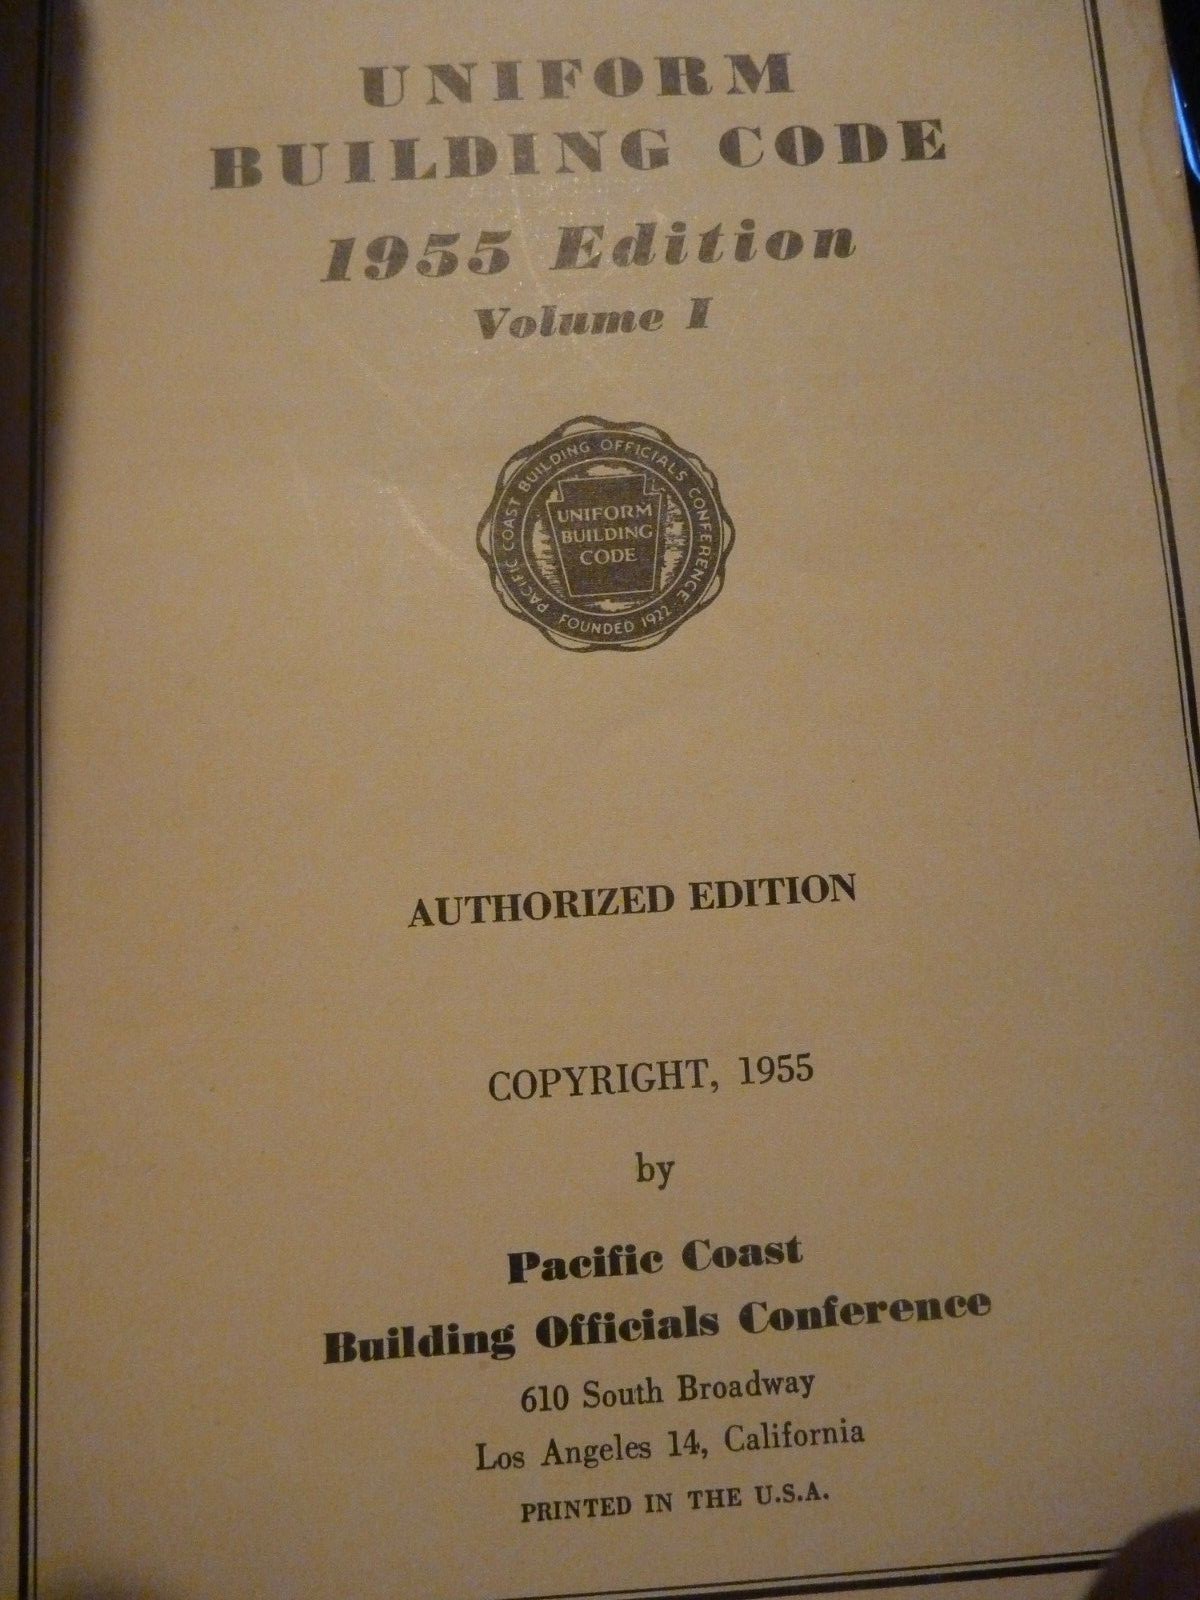 UNIFORM
BUILDING CODE
1955 Edition
Volume I
PACIFIC COAST BUILDING OFFICIALS CONFERENCE
UNIFORM
BUILDING
CODE
FOUNDED 1922
AUTHORIZED EDITION
COPYRIGHT, 1955
by
Pacific Coast
Building Officials Conference
610 South Broadway
Los Angeles 14, California
PRINTED IN THE U.S.A.